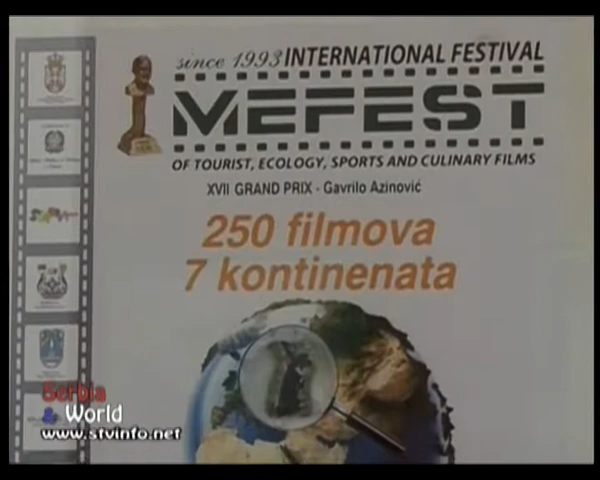 since 1993 INTERNATIONAL FESTIVAL
MEFEST
OF TOURIST, ECOLOGY, SPORTS AND CULINARY FILMS
XVII GRAND PRIX - Gavrilo Azinović
250 filmova
7 kontinenata
Serbia
& World
www.stvinfo.net